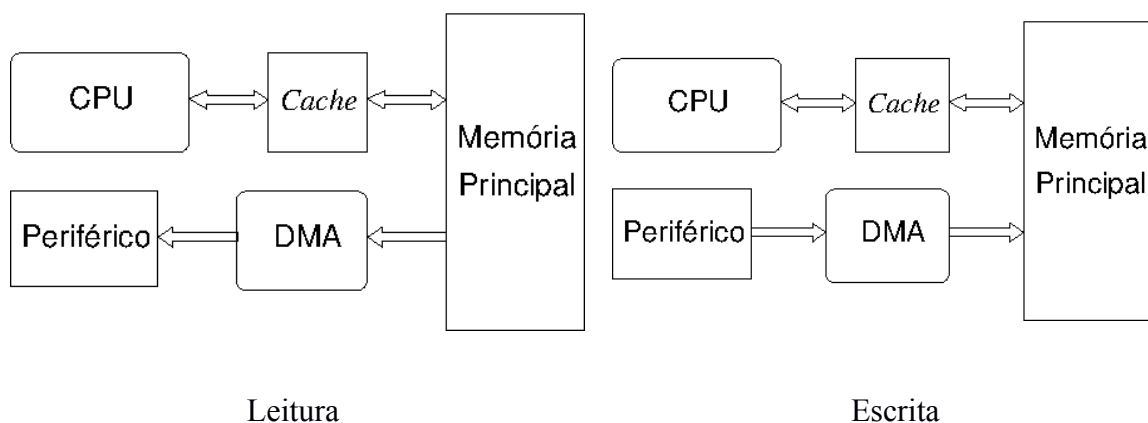 CPU
Cache
Memória
Principal
Periférico
DMA
Leitura
CPU
Cache
Memória
Principal
Periférico
DMA
Escrita